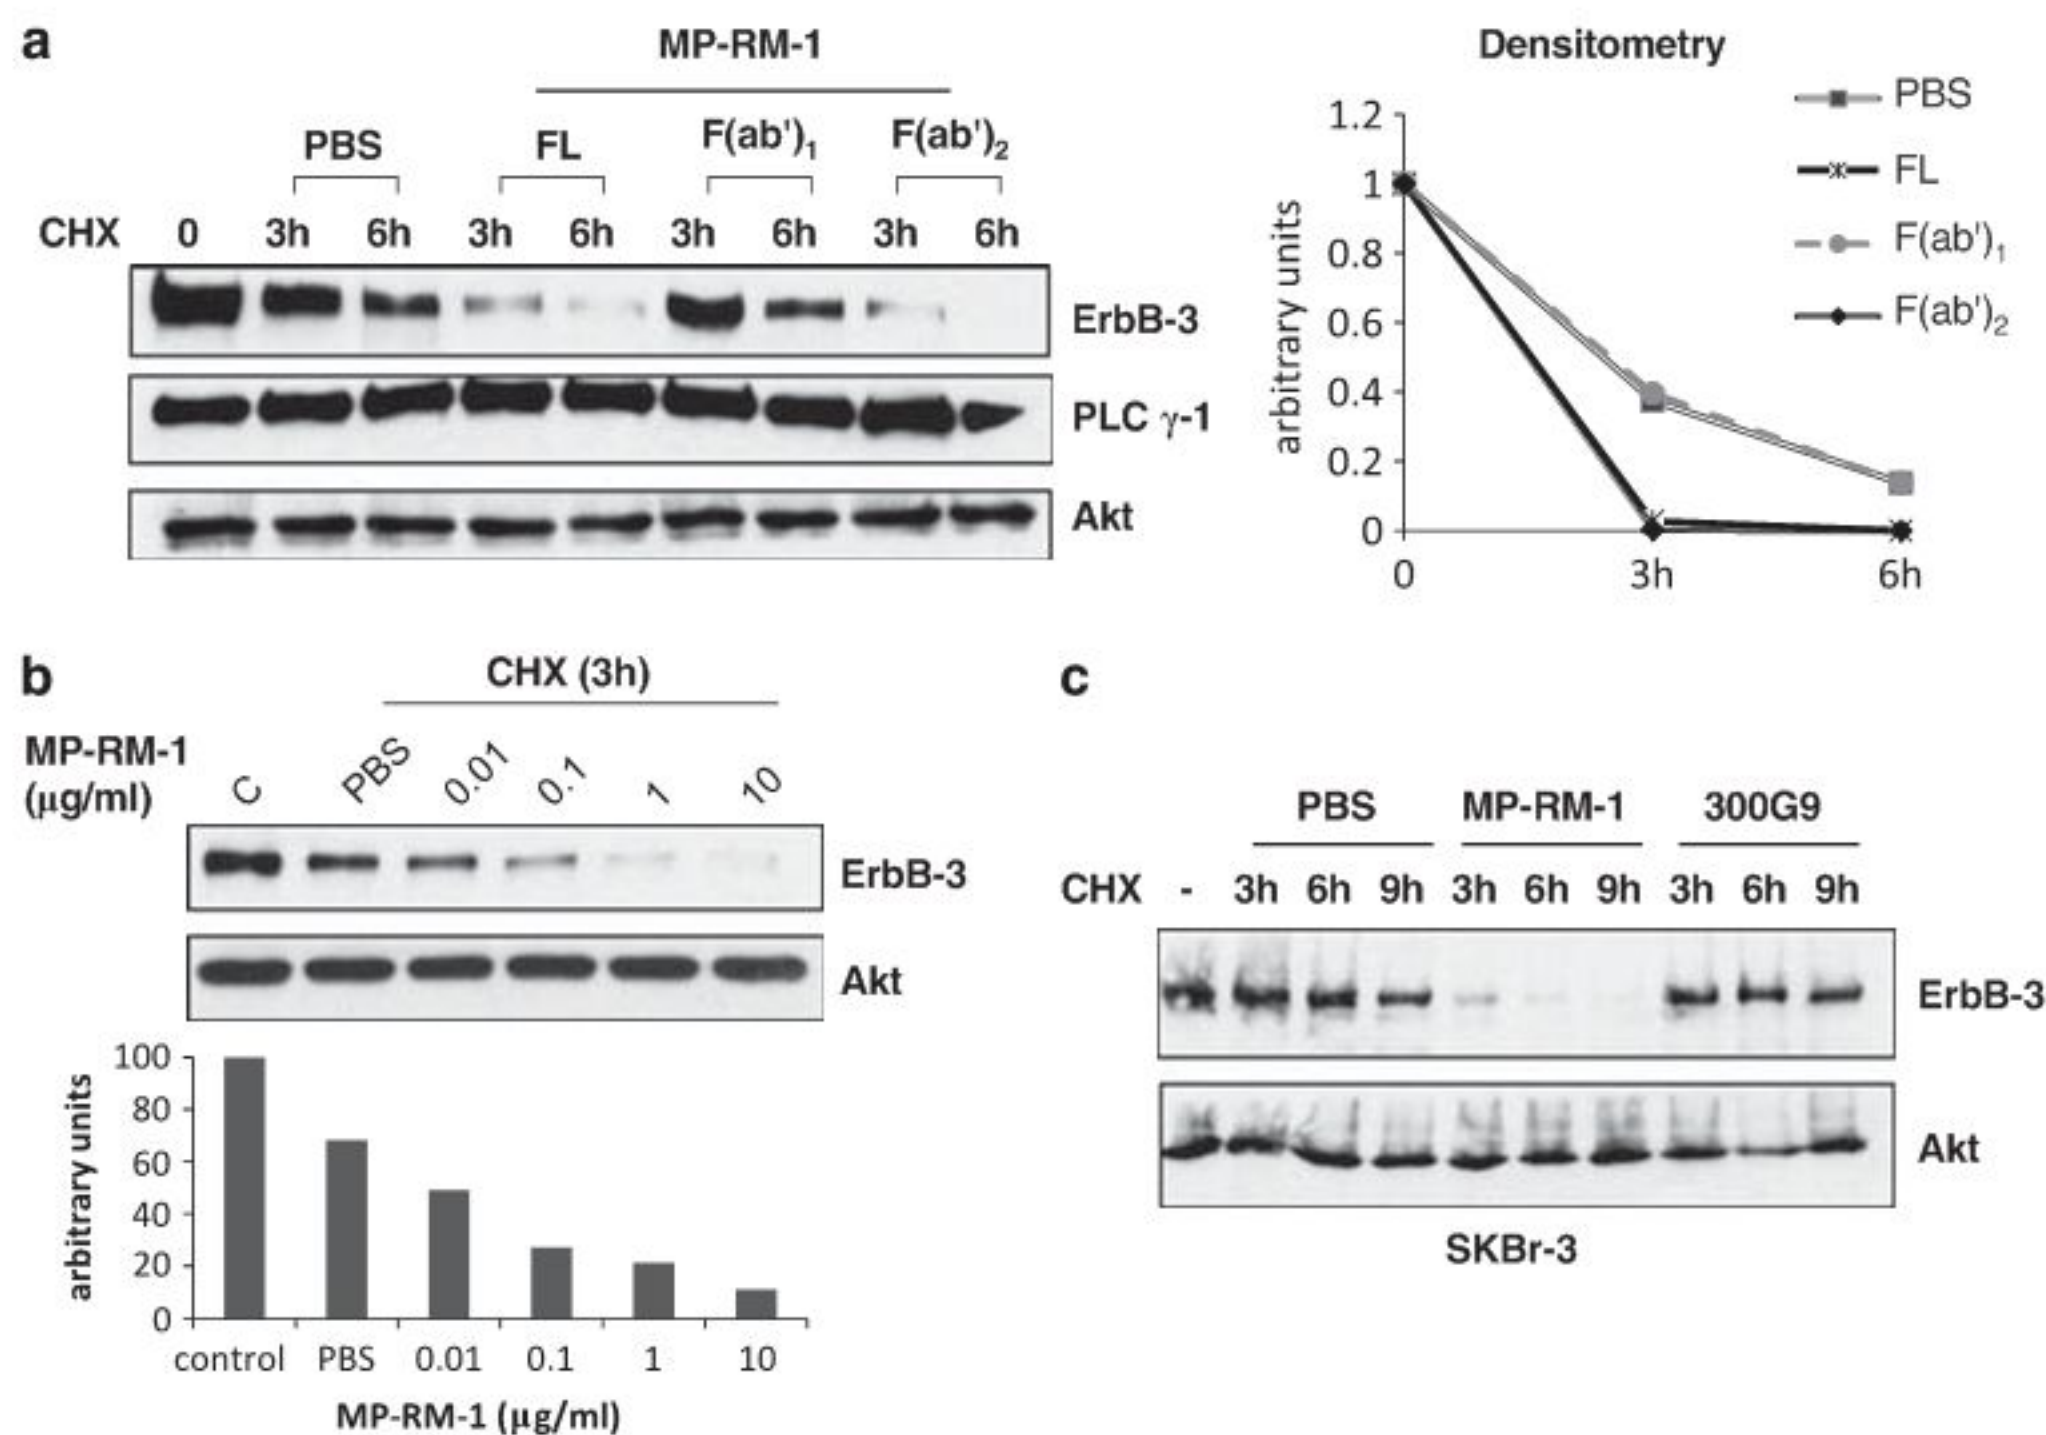 a
MP-RM-1
PBS FL F(ab')1 F(ab')2
CHX 0 3h 6h 3h 6h 3h 6h 3h 6h
ErbB-3
PLC γ-1
Akt
Densitometry
PBS
FL
F(ab')1
F(ab')2
arbitrary units
1.2
1
0.8
0.6
0.4
0.2
0
0 3h 6h
b
CHX (3h)
MP-RM-1
(μg/ml)
C PBS 0.01 0.1 1 10
ErbB-3
Akt
arbitrary units
100
80
60
40
20
0
control PBS 0.01 0.1 1 10
MP-RM-1 (μg/ml)
c
PBS MP-RM-1 300G9
CHX - 3h 6h 9h 3h 6h 9h 3h 6h 9h
ErbB-3
Akt
SKBr-3